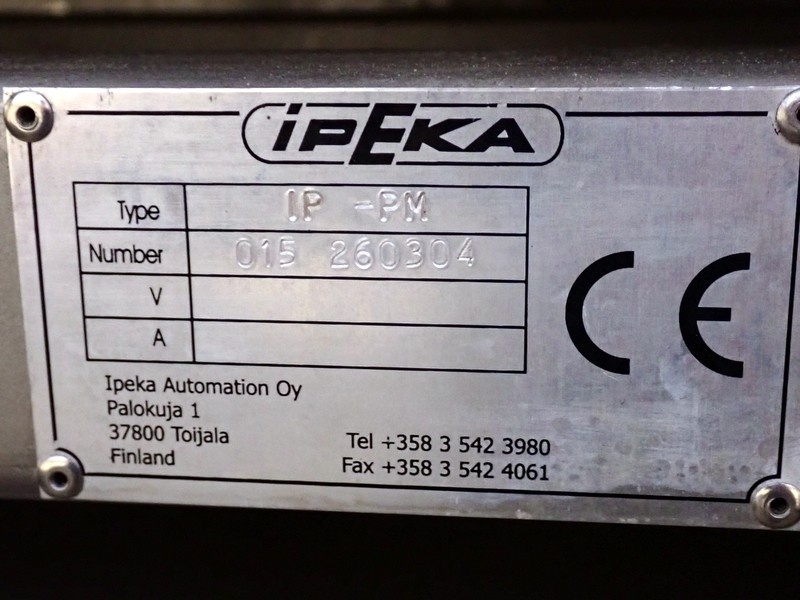 iPEKA
Type IP -PM
Number 015 260304
V
A
CE
Ipeka Automation Oy
Palokuja 1
37800 Toijala
Finland
Tel +358 3 542 3980
Fax +358 3 542 4061